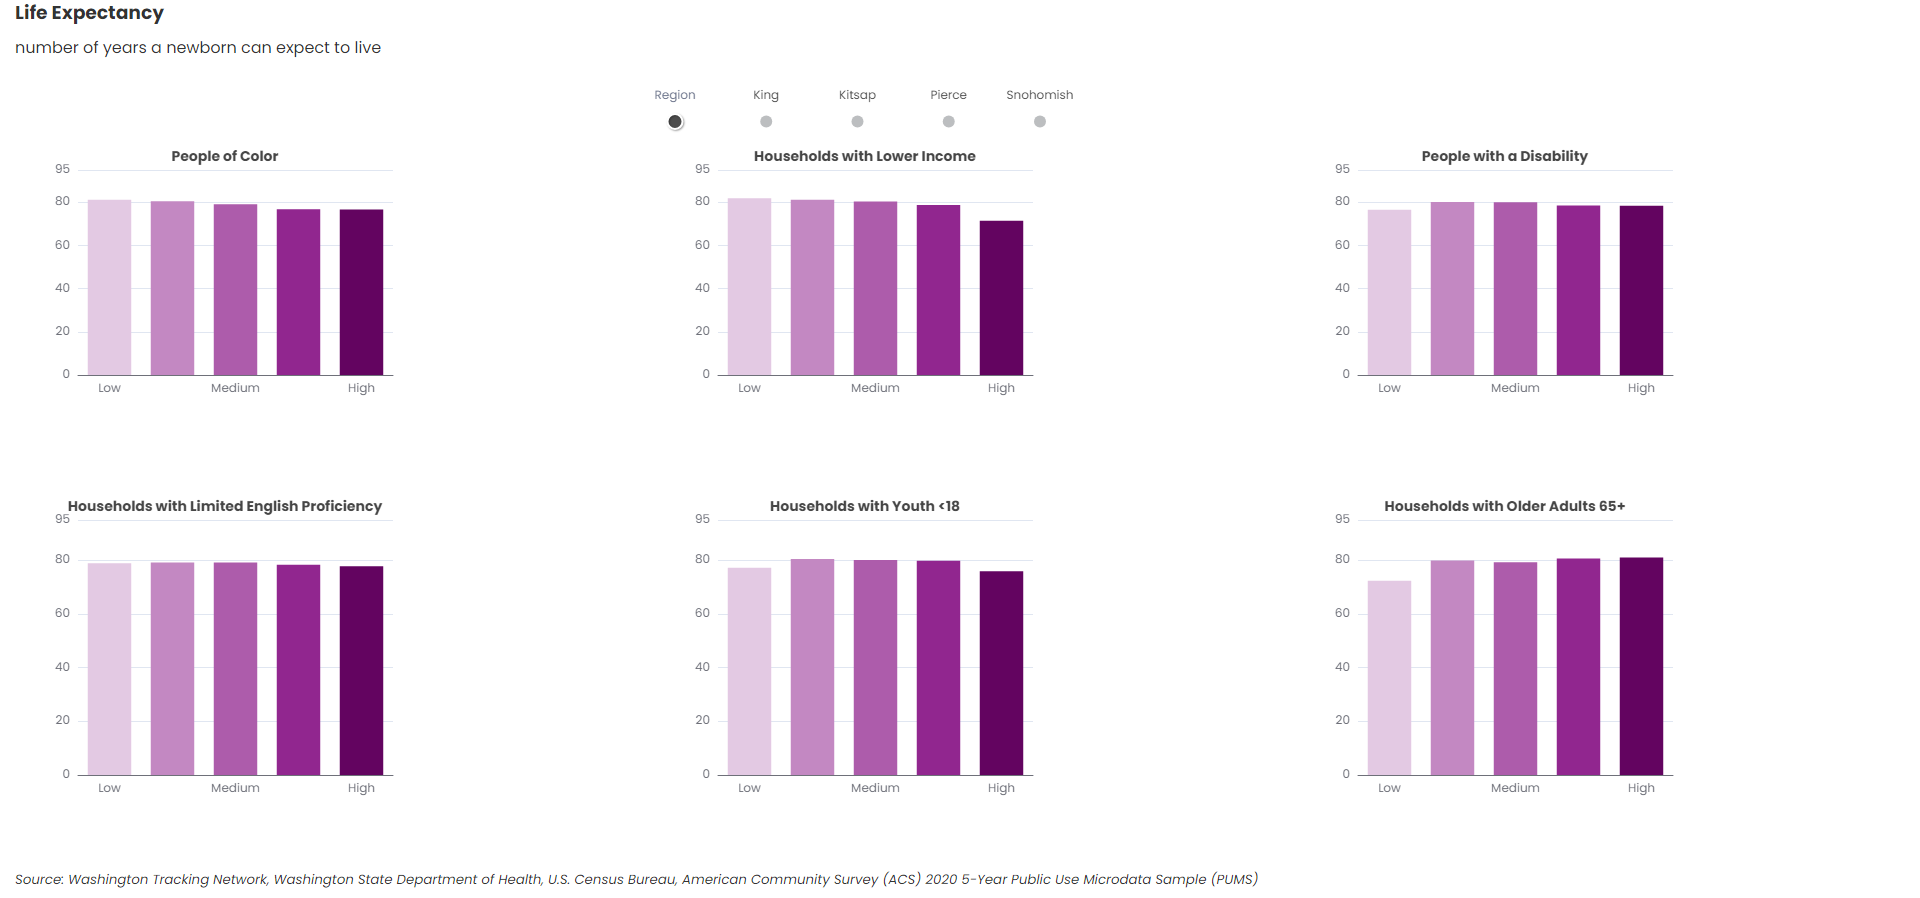 Life Expectancy
number of years a newborn can expect to live
Region King Kitsap Pierce Snohomish
People of Color
95
80
60
40
20
0
Low Medium High
Households with Lower Income
95
80
60
40
20
0
Low Medium High
People with a Disability
95
80
60
40
20
0
Low Medium High
Households with Limited English Proficiency
95
80
60
40
20
0
Low Medium High
Households with Youth <18
95
80
60
40
20
0
Low Medium High
Households with Older Adults 65+
95
80
60
40
20
0
Low Medium High
Source: Washington Tracking Network, Washington State Department of Health, U.S. Census Bureau, American Community Survey (ACS) 2020 5-Year Public Use Microdata Sample (PUMS)